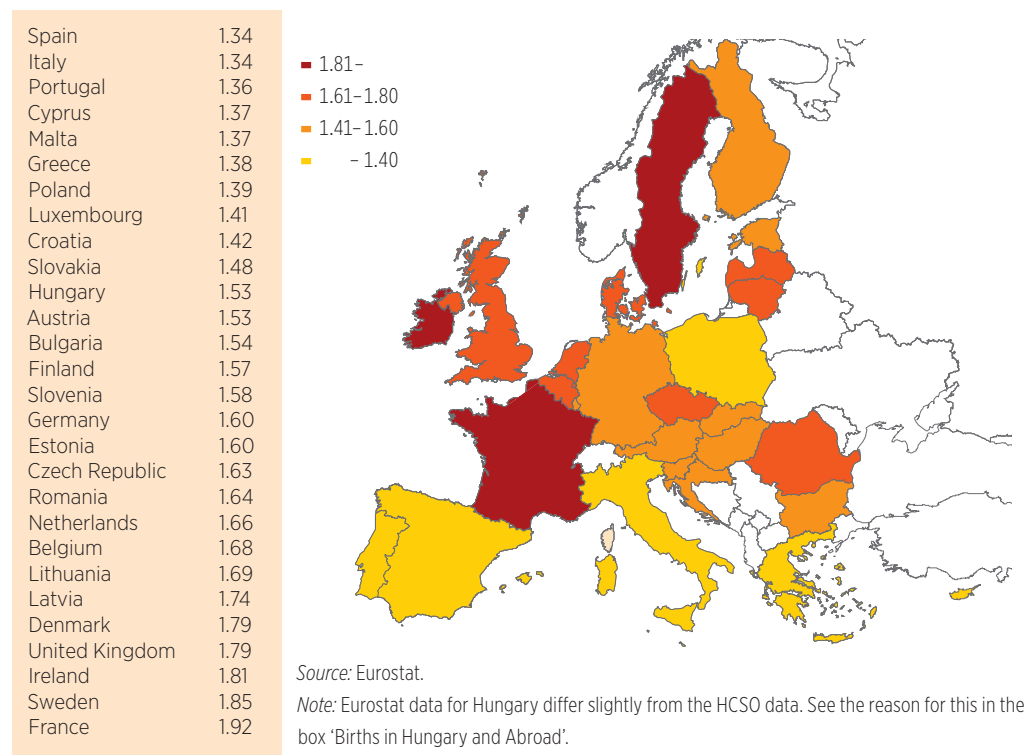 Spain 1.34
Italy 1.34
Portugal 1.36
Cyprus 1.37
Malta 1.37
Greece 1.38
Poland 1.39
Luxembourg 1.41
Croatia 1.42
Slovakia 1.48
Hungary 1.53
Austria 1.53
Bulgaria 1.54
Finland 1.57
Slovenia 1.58
Germany 1.60
Estonia 1.60
Czech Republic 1.63
Romania 1.64
Netherlands 1.66
Belgium 1.68
Lithuania 1.69
Latvia 1.74
Denmark 1.79
United Kingdom 1.79
Ireland 1.81
Sweden 1.85
France 1.92
1.81–
1.61–1.80
1.41–1.60
– 1.40
Source: Eurostat.
Note: Eurostat data for Hungary differ slightly from the HCSO data. See the reason for this in the
box ‘Births in Hungary and Abroad’.